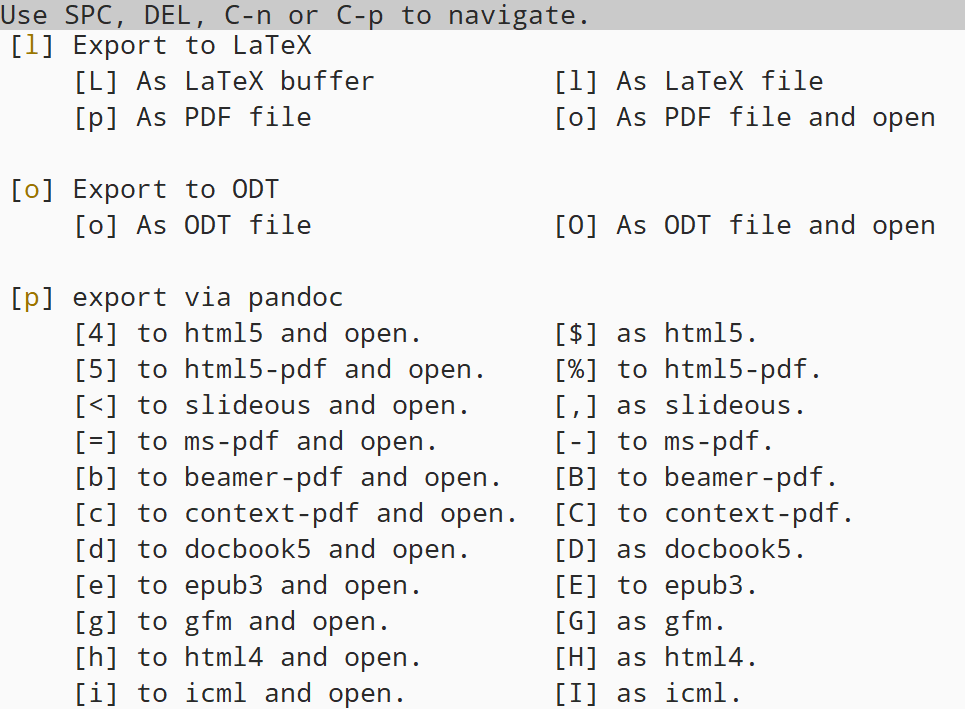 Use SPC, DEL, C-n or C-p to navigate.
[l] Export to LaTeX
[L] As LaTeX buffer [l] As LaTeX file
[p] As PDF file [o] As PDF file and open
[o] Export to ODT
[o] As ODT file [O] As ODT file and open
[p] export via pandoc
[4] to html5 and open. [$] as html5.
[5] to html5-pdf and open. [%] to html5-pdf.
[<] to slideous and open. [,] as slideous.
[=] to ms-pdf and open. [-] to ms-pdf.
[b] to beamer-pdf and open. [B] to beamer-pdf.
[c] to context-pdf and open. [C] to context-pdf.
[d] to docbook5 and open. [D] as docbook5.
[e] to epub3 and open. [E] to epub3.
[g] to gfm and open. [G] as gfm.
[h] to html4 and open. [H] as html4.
[i] to icml and open. [I] as icml.